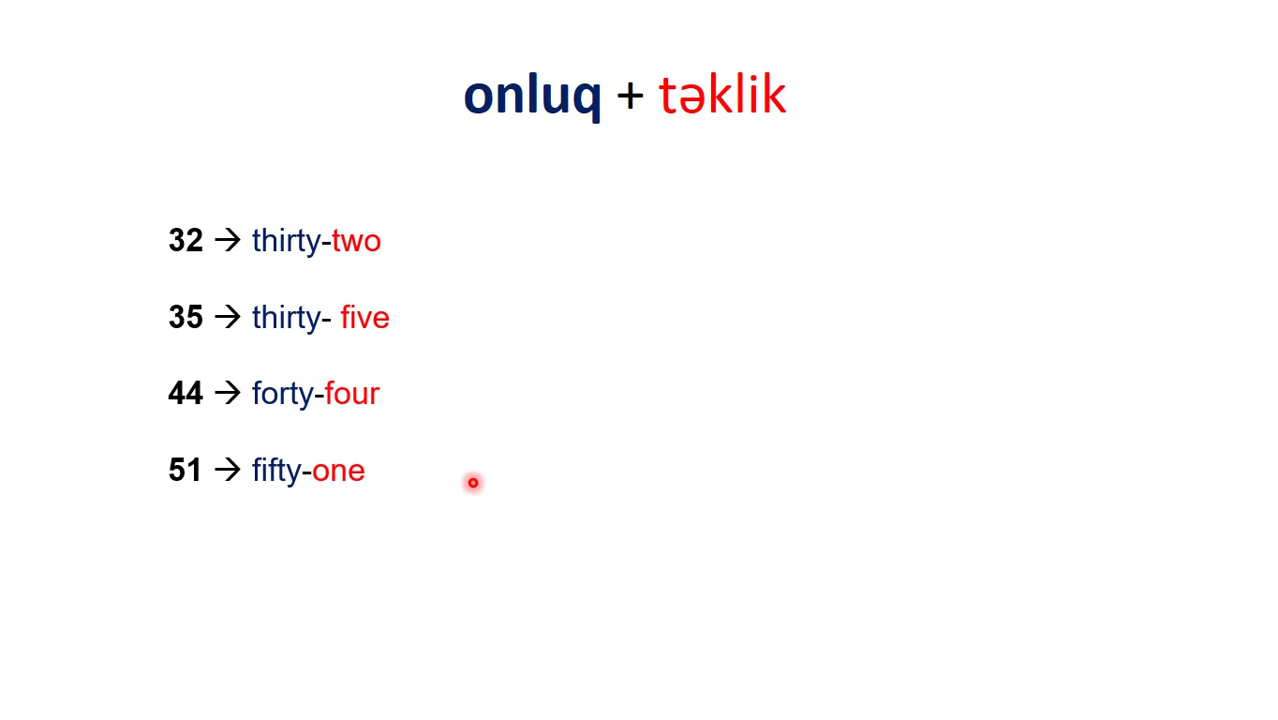 onluq + təklik
32 → thirty-two
35 → thirty- five
44 → forty-four
51 → fifty-one